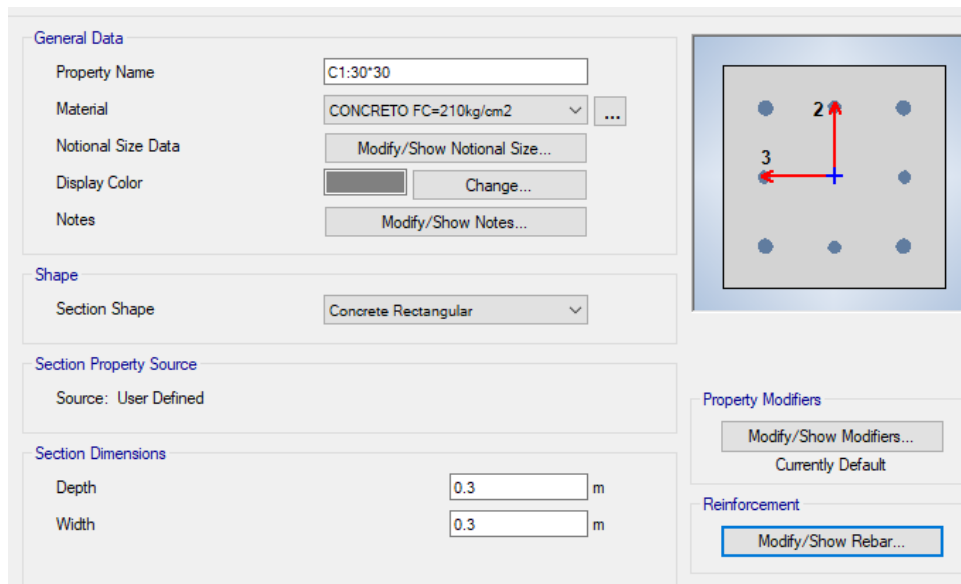 General Data
Property Name C1:30*30
Material CONCRETO FC=210kg/cm2 ...
Notional Size Data Modify/Show Notional Size...
Display Color Change...
Notes Modify/Show Notes...
2
3
Shape
Section Shape Concrete Rectangular
Section Property Source
Source: User Defined
Property Modifiers
Modify/Show Modifiers...
Currently Default
Section Dimensions
Depth 0.3 m
Width 0.3 m
Reinforcement
Modify/Show Rebar...